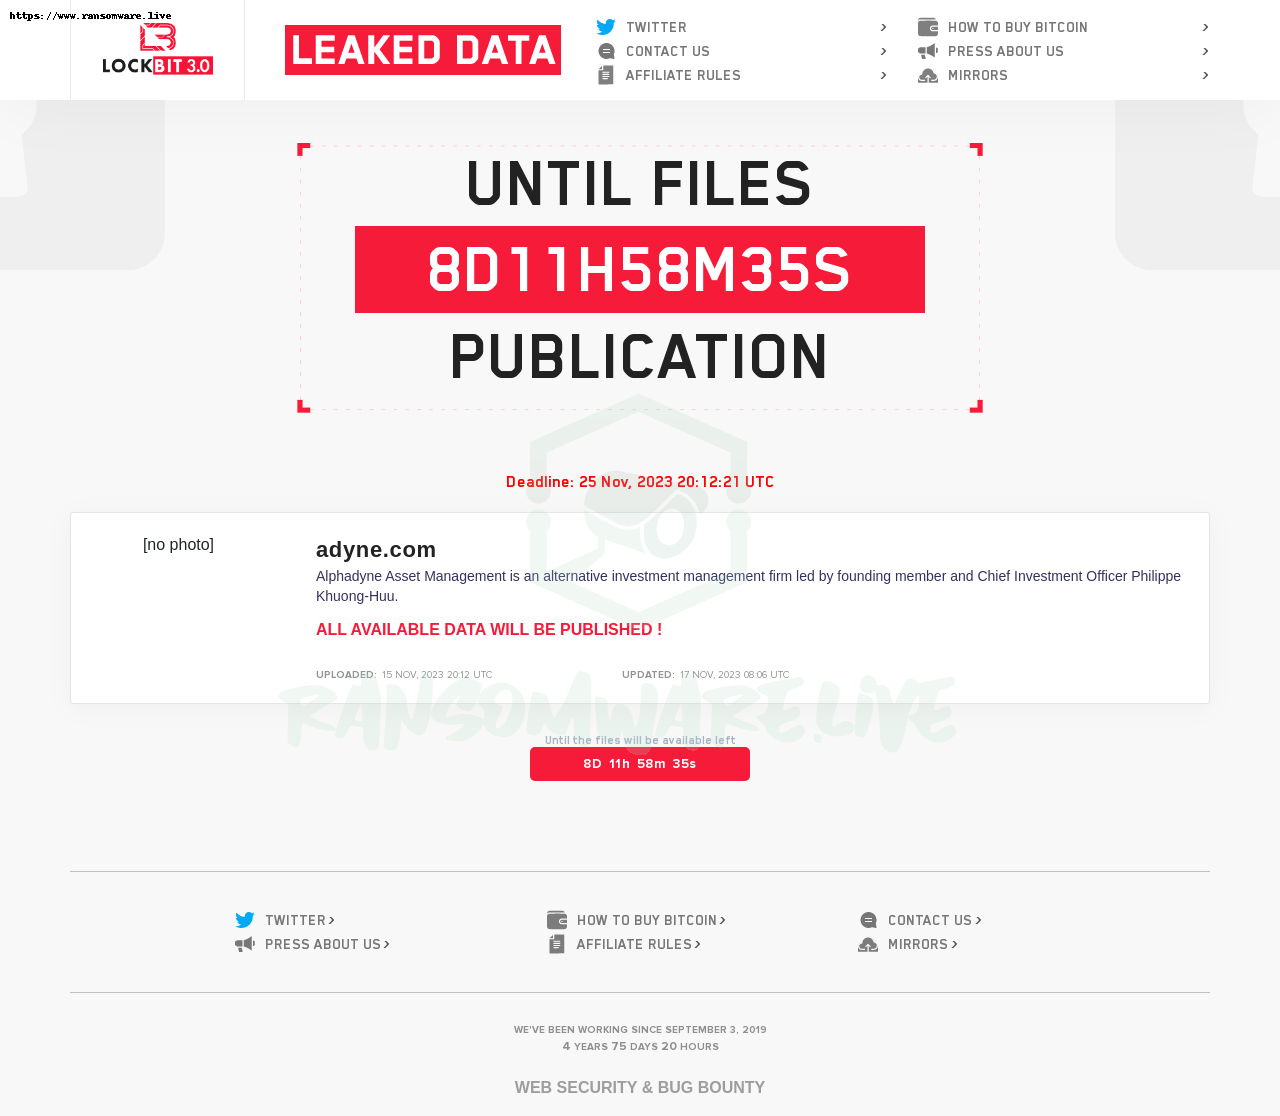 https://www.ransomware.live
LOCKBIT 3.0
LEAKED DATA
TWITTER
CONTACT US
AFFILIATE RULES
HOW TO BUY BITCOIN
PRESS ABOUT US
MIRRORS
UNTIL FILES
8D11H58M35S
PUBLICATION
Deadline: 25 Nov, 2023 20:12:21 UTC
[no photo]
adyne.com
Alphadyne Asset Management is an alternative investment management firm led by founding member and Chief Investment Officer Philippe
Khuong-Huu.
ALL AVAILABLE DATA WILL BE PUBLISHED !
UPLOADED: 15 NOV, 2023 20:12 UTC
UPDATED: 17 NOV, 2023 08:06 UTC
RANSOMWARE.LIVE
Until the files will be available left
8D 11h 58m 35s
TWITTER
HOW TO BUY BITCOIN
CONTACT US
PRESS ABOUT US
AFFILIATE RULES
MIRRORS
WE'VE BEEN WORKING SINCE SEPTEMBER 3, 2019
4 YEARS 75 DAYS 20 HOURS
WEB SECURITY & BUG BOUNTY